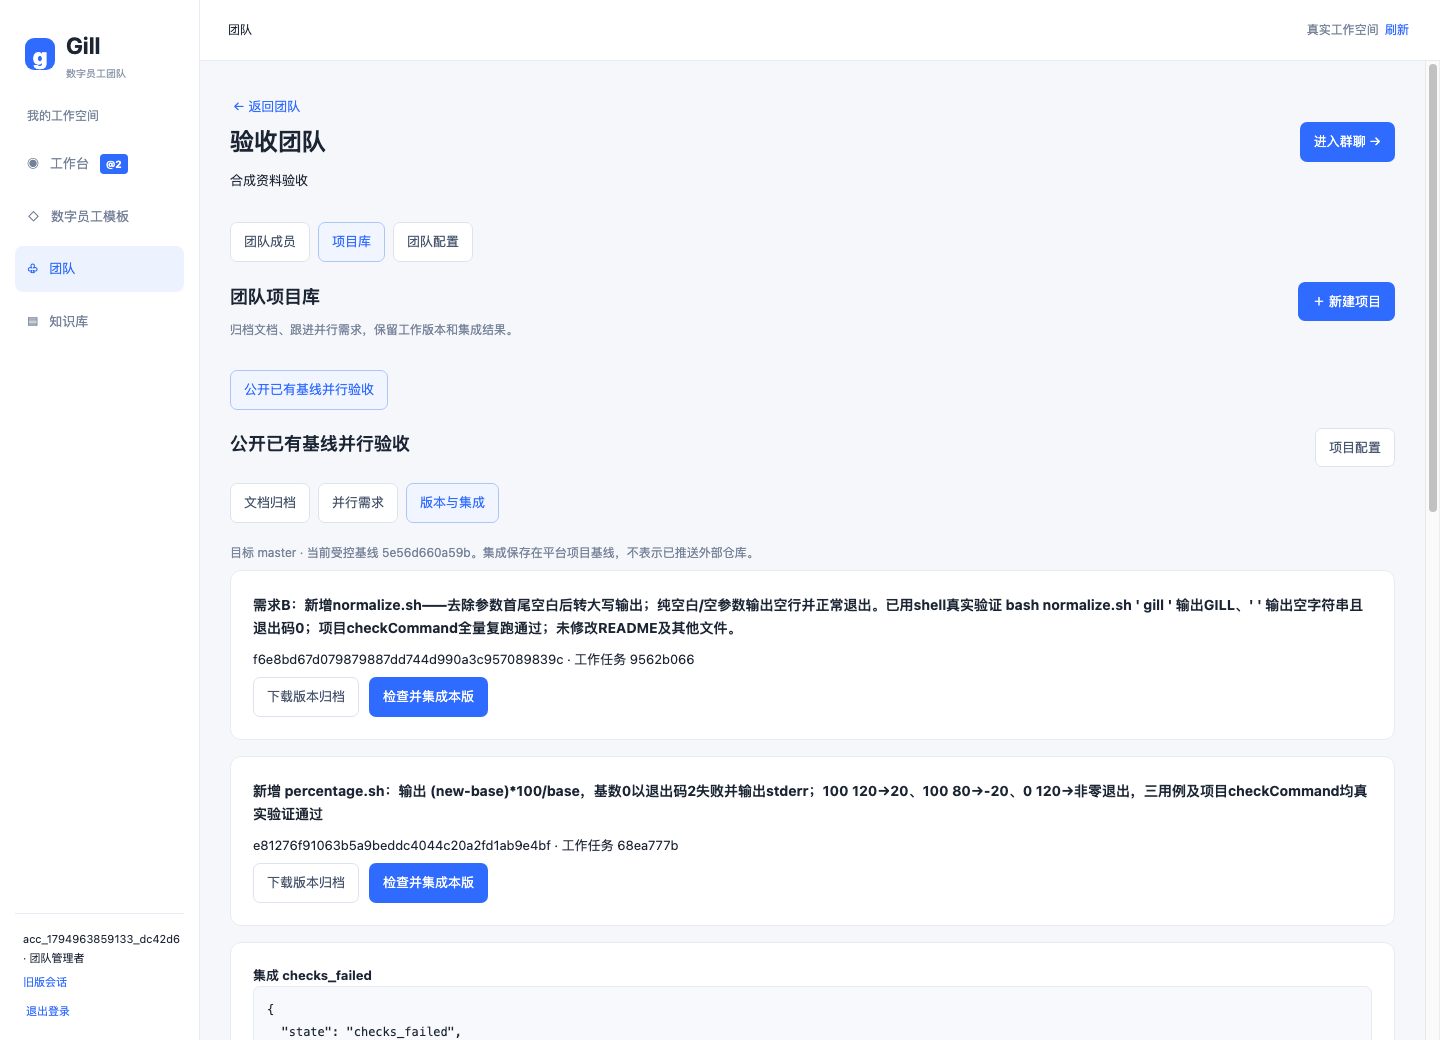 g
Gill
数字员工团队
我的工作空间
工作台 @2
数字员工模板
团队
知识库
acc_1794963859133_dc42d6
· 团队管理者
旧版会话
退出登录
团队
真实工作空间 刷新
← 返回团队
验收团队
进入群聊 →
合成资料验收
团队成员 项目库 团队配置
团队项目库
+ 新建项目
归档文档、跟进并行需求，保留工作版本和集成结果。
公开已有基线并行验收
公开已有基线并行验收
项目配置
文档归档 并行需求 版本与集成
目标 master · 当前受控基线 5e56d660a59b。集成保存在平台项目基线，不表示已推送外部仓库。
需求B：新增normalize.sh——去除参数首尾空白后转大写输出；纯空白/空参数输出空行并正常退出。已用shell真实验证 bash normalize.sh ' gill ' 输出GILL、' ' 输出空字符串且
退出码0；项目checkCommand全量复跑通过；未修改README及其他文件。
f6e8bd67d079879887dd744d990a3c957089839c · 工作任务 9562b066
下载版本归档 检查并集成本版
新增 percentage.sh：输出 (new-base)*100/base，基数0以退出码2失败并输出stderr；100 120→20、100 80→-20、0 120→非零退出，三用例及项目checkCommand均真
实验证通过
e81276f91063b5a9beddc4044c20a2fd1ab9e4bf · 工作任务 68ea777b
下载版本归档 检查并集成本版
集成 checks_failed
{
"state": "checks_failed",